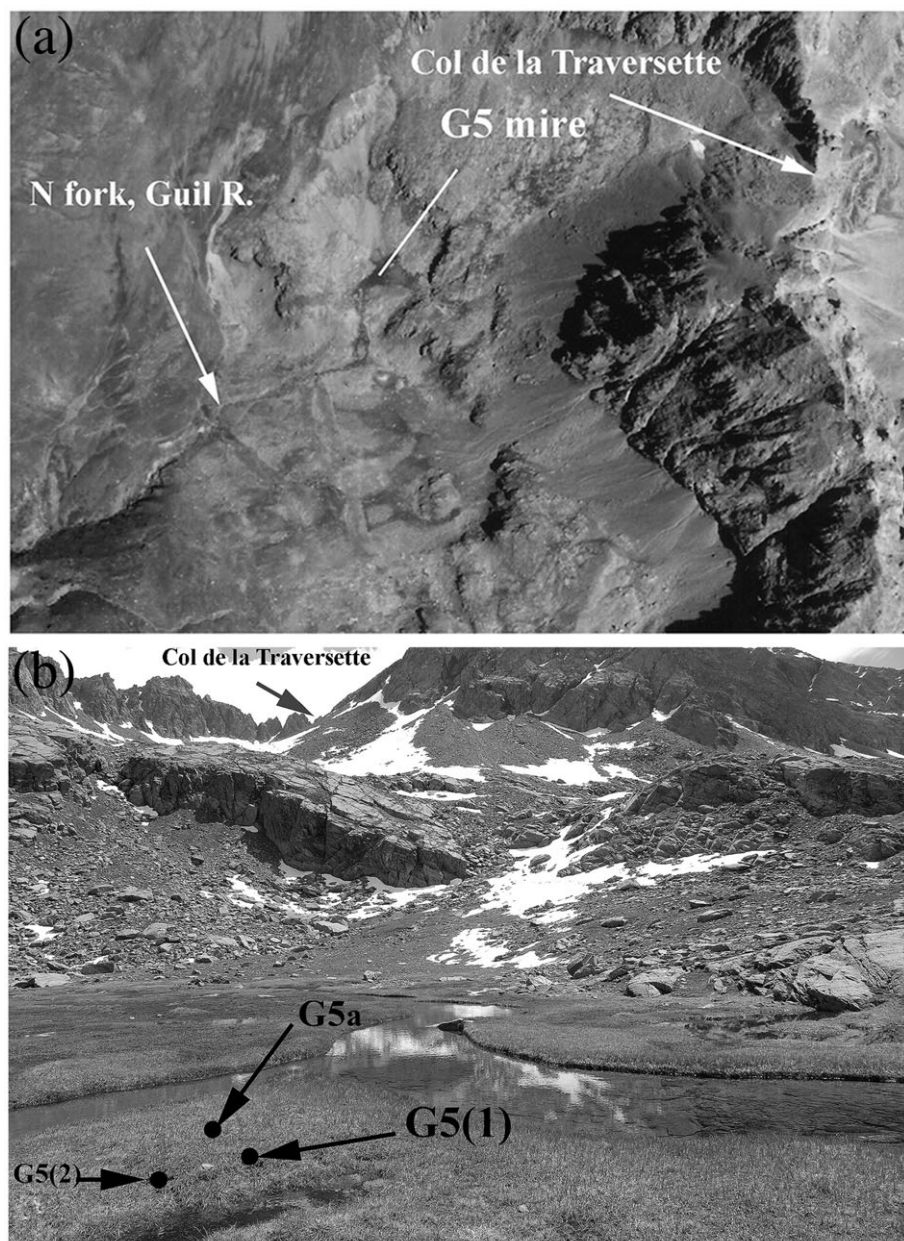 (a)
Col de la Traversette
G5 mire
N fork, Guil R.
(b)
Col de la Traversette
G5a
G5(1)
G5(2)